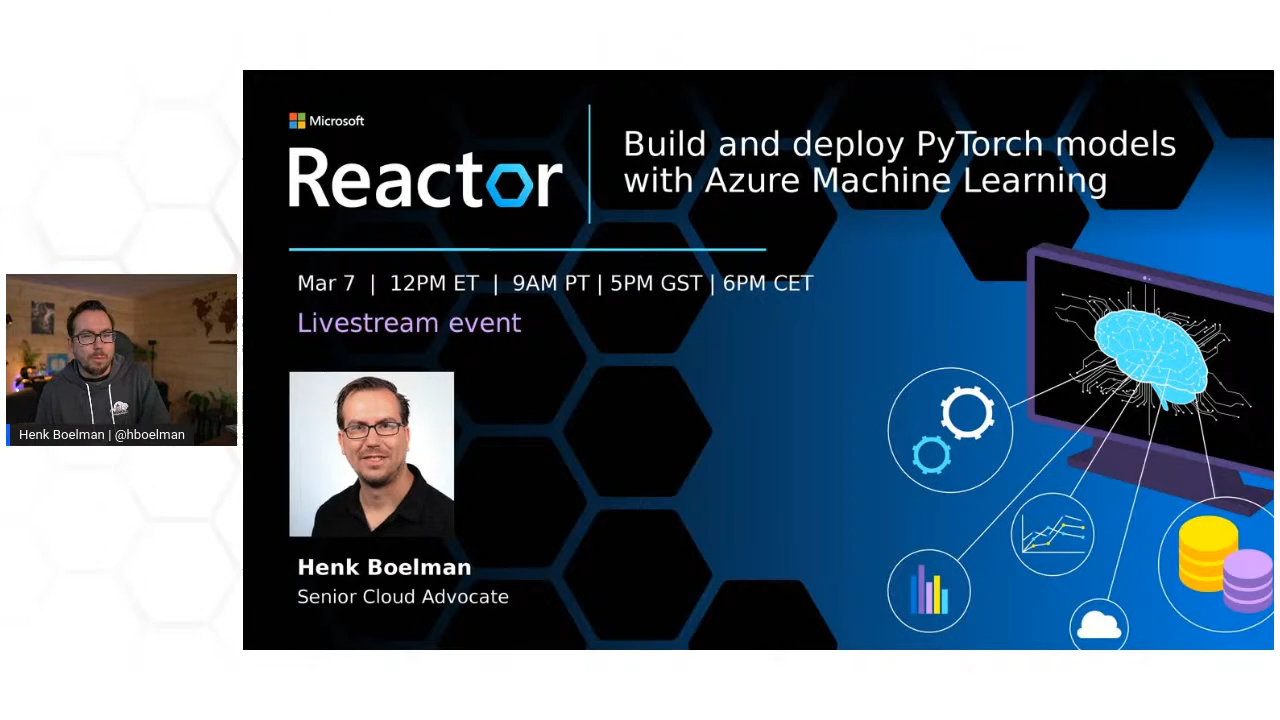 Microsoft
Reactor
Build and deploy PyTorch models
with Azure Machine Learning
Mar 7 | 12PM ET | 9AM PT | 5PM GST | 6PM CET
Livestream event
Henk Boelman
Senior Cloud Advocate
Henk Boelman | @hboelman